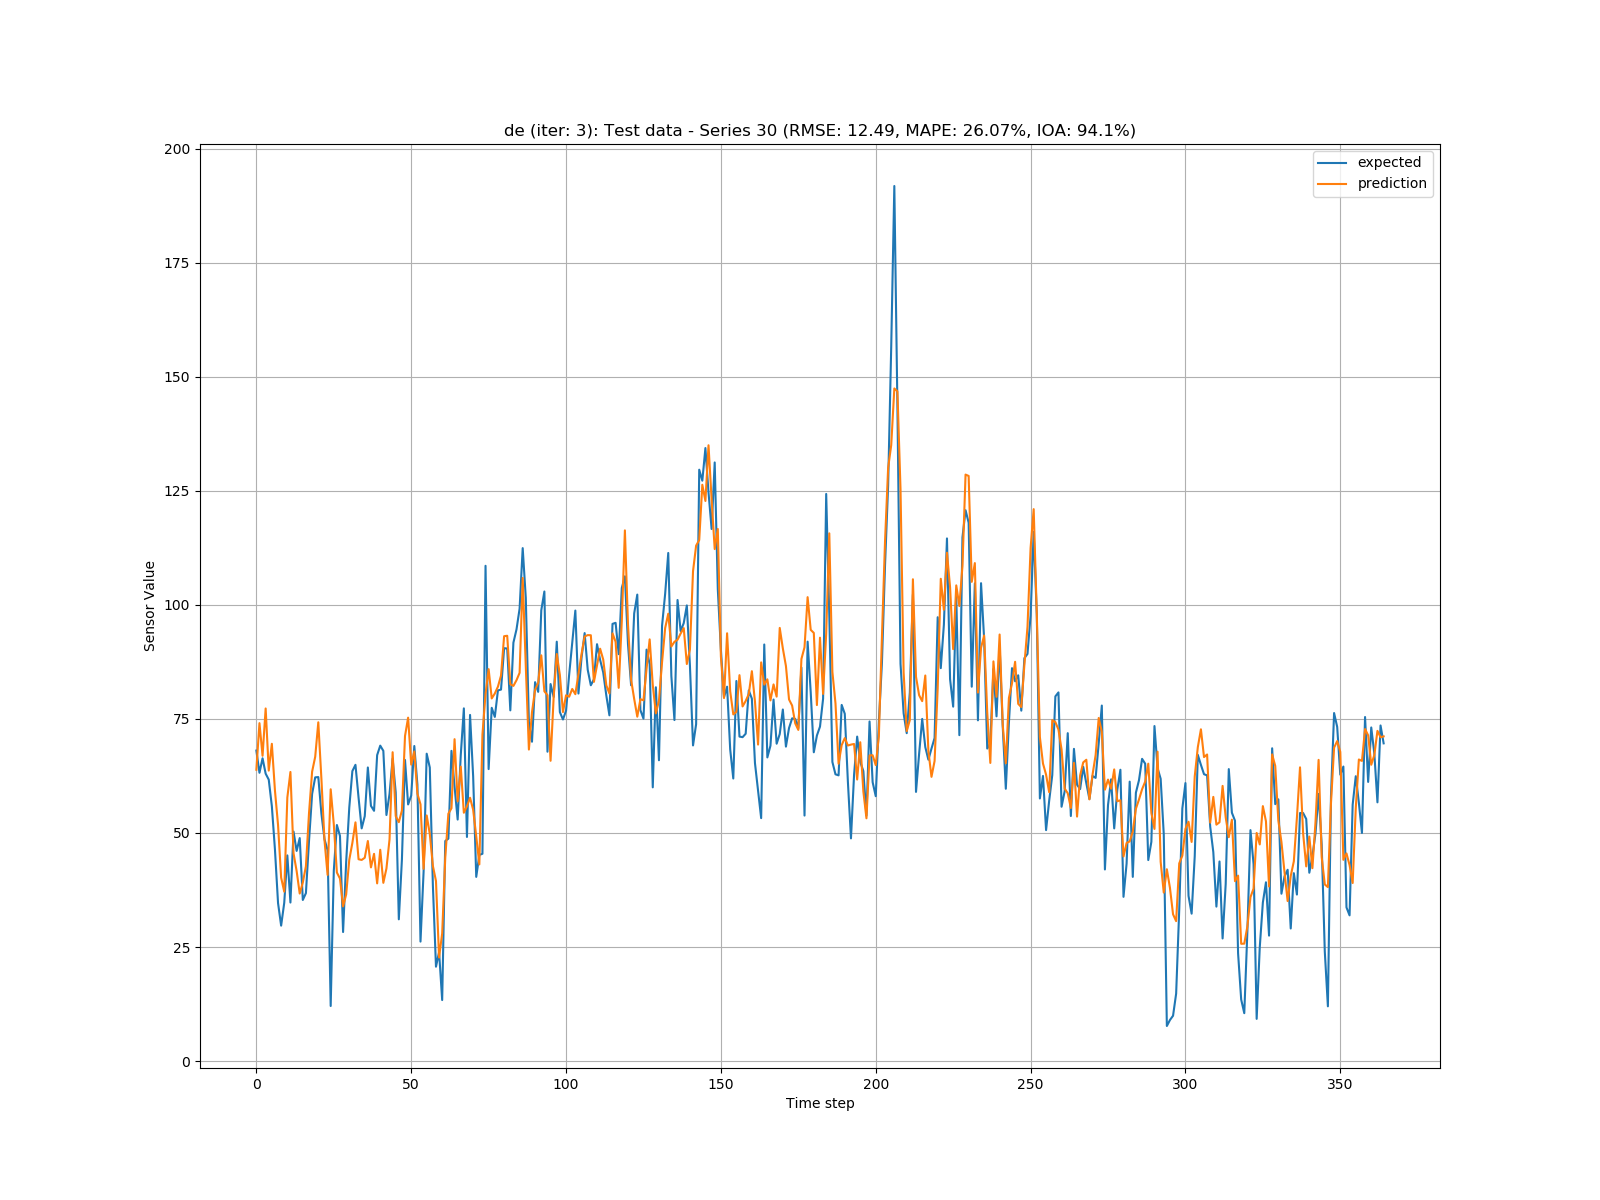 de (iter: 3): Test data - Series 30 (RMSE: 12.49, MAPE: 26.07%, IOA: 94.1%)
expected
prediction
200
175
150
125
100
75
50
25
0
Sensor Value
0 50 100 150 200 250 300 350
Time step